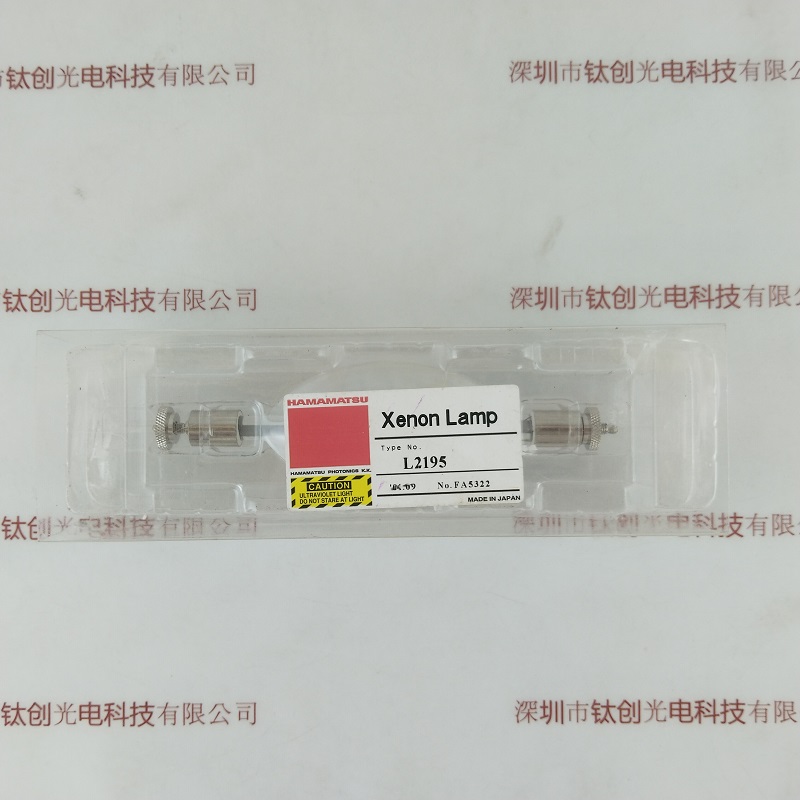 市钛创光电科技有限公司
深圳市钛创光电科技有限公
市钛创光电科技有限公司
深圳市钛创光电科技有限公
HAMAMATSU
HAMAMATSU PHOTONICS K.K.
CAUTION
ULTRAVIOLET LIGHT
DO NOT STARE AT LIGHT
Xenon Lamp
Type No.
L2195
No. FA5322
MADE IN JAPAN
钛创光电科技有限公司
深圳市钛创光电科技有限
钛创光电科技有限公司
深圳市钛创光电科技有限